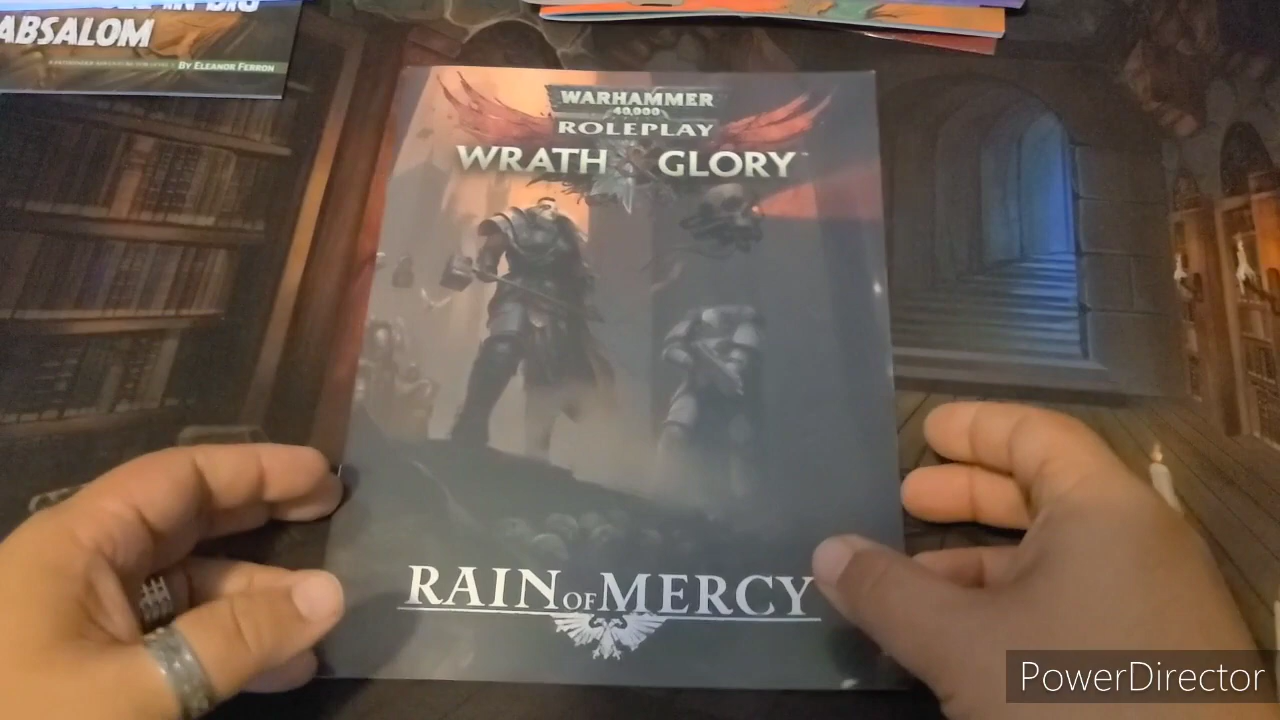 ABSALOM
By Eleanor Ferron
WARHAMMER
40,000
ROLEPLAY
WRATH & GLORY
RAIN OF MERCY
PowerDirector